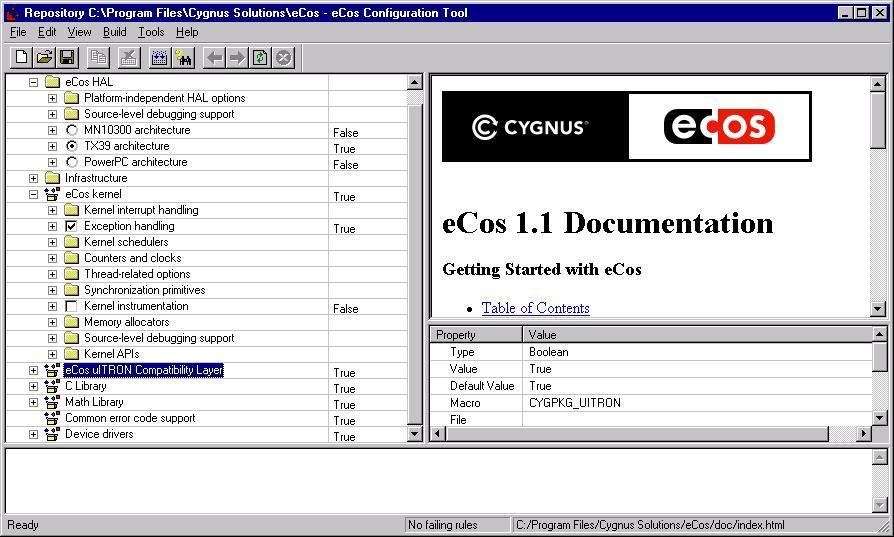 Repository C:\Program Files\Cygnus Solutions\eCos - eCos Configuration Tool
File Edit View Build Tools Help
eCos HAL
Platform-independent HAL options
Source-level debugging support
MN10300 architecture False
TX39 architecture True
PowerPC architecture False
Infrastructure
eCos kernel True
Kernel interrupt handling
Exception handling True
Kernel schedulers
Counters and clocks
Thread-related options
Synchronization primitives
Kernel instrumentation False
Memory allocators
Source-level debugging support
Kernel APIs
eCos uITRON Compatibility Layer True
C Library True
Math Library True
Common error code support True
Device drivers True
CYGNUS® ecos
eCos 1.1 Documentation
Getting Started with eCos
Table of Contents
Property Value
Type Boolean
Value True
Default Value True
Macro CYGPKG_UITRON
File
Ready No failing rules C:/Program Files/Cygnus Solutions/eCos/doc/index.html